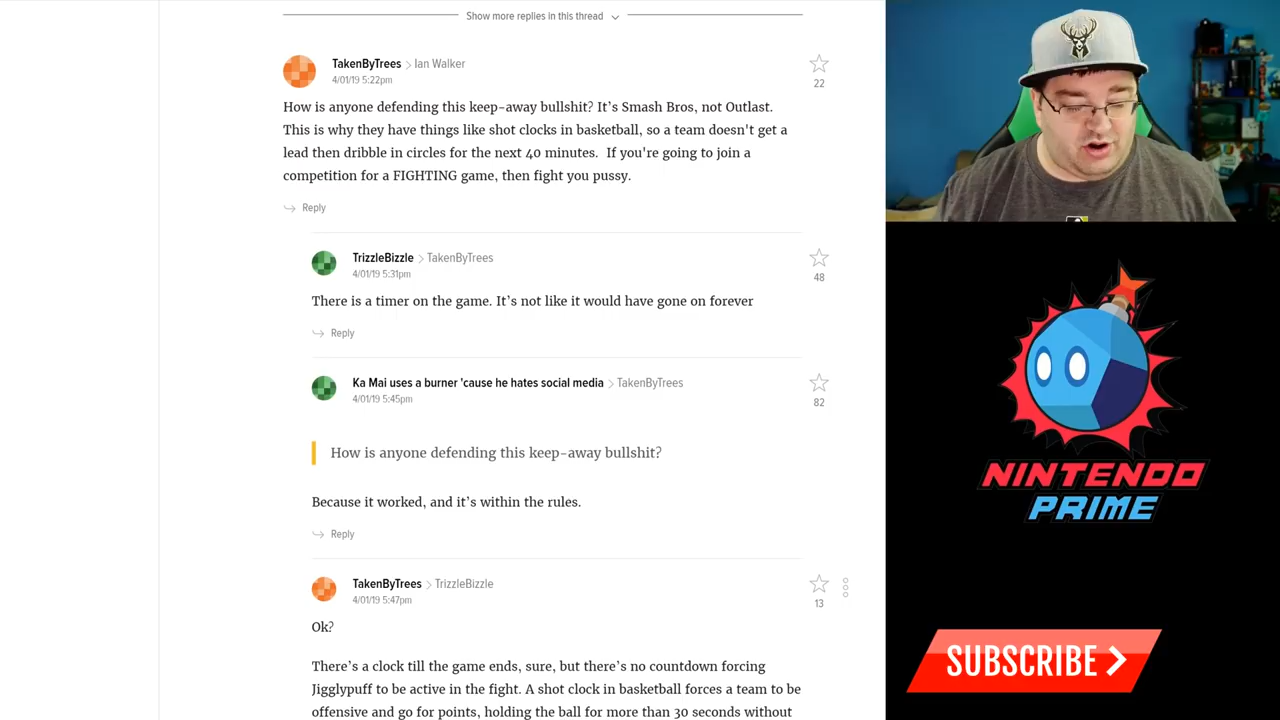 Show more replies in this thread
TakenByTrees > Ian Walker
4/01/19 5:22pm
22
How is anyone defending this keep-away bullshit? It's Smash Bros, not Outlast.
This is why they have things like shot clocks in basketball, so a team doesn't get a
lead then dribble in circles for the next 40 minutes. If you're going to join a
competition for a FIGHTING game, then fight you pussy.
Reply
TrizzleBizzle > TakenByTrees
4/01/19 5:31pm
48
There is a timer on the game. It's not like it would have gone on forever
Reply
Ka Mai uses a burner 'cause he hates social media > TakenByTrees
4/01/19 5:45pm
82
How is anyone defending this keep-away bullshit?
Because it worked, and it's within the rules.
Reply
TakenByTrees > TrizzleBizzle
4/01/19 5:47pm
13
Ok?
There's a clock till the game ends, sure, but there's no countdown forcing
Jigglypuff to be active in the fight. A shot clock in basketball forces a team to be
offensive and go for points, holding the ball for more than 30 seconds without
NINTENDO
PRIME
SUBSCRIBE